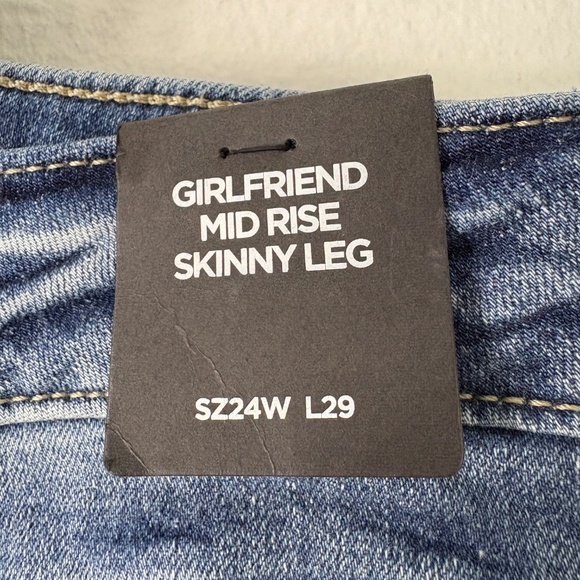 GIRLFRIEND
MID RISE
SKINNY LEG
SZ24W L29